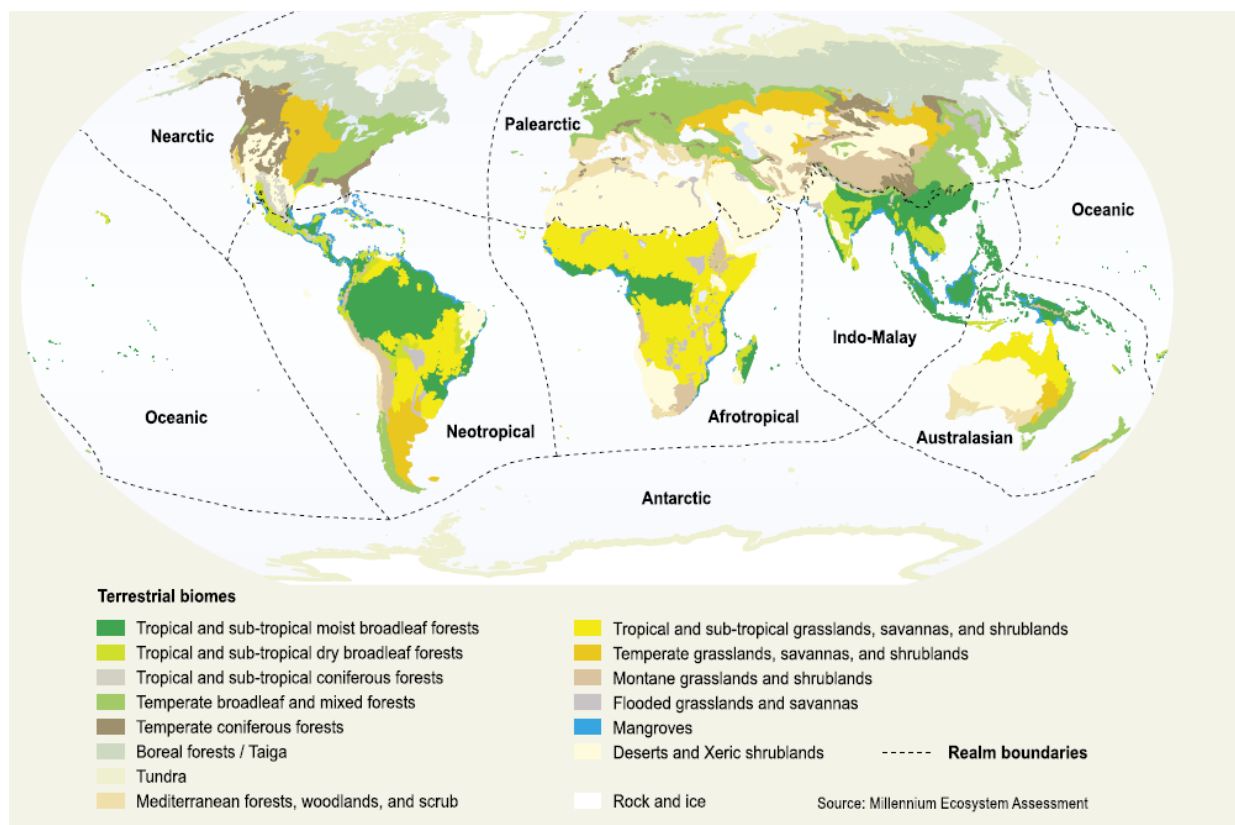 Nearctic
Palearctic
Oceanic
Indo-Malay
Oceanic
Neotropical
Afrotropical
Australasian
Antarctic
Terrestrial biomes
Tropical and sub-tropical moist broadleaf forests
Tropical and sub-tropical dry broadleaf forests
Tropical and sub-tropical coniferous forests
Temperate broadleaf and mixed forests
Temperate coniferous forests
Boreal forests / Taiga
Tundra
Mediterranean forests, woodlands, and scrub
Tropical and sub-tropical grasslands, savannas, and shrublands
Temperate grasslands, savannas, and shrublands
Montane grasslands and shrublands
Flooded grasslands and savannas
Mangroves
Deserts and Xeric shrublands
Realm boundaries
Rock and ice
Source: Millennium Ecosystem Assessment